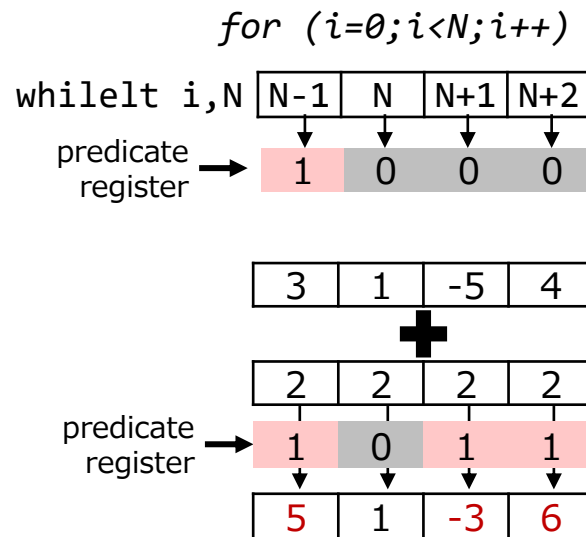 for (i=0;i<N;i++)
whilelt i,N N-1 N N+1 N+2
predicate
register
1 0 0 0
3 1 -5 4
+
2 2 2 2
predicate
register
1 0 1 1
5 1 -3 6